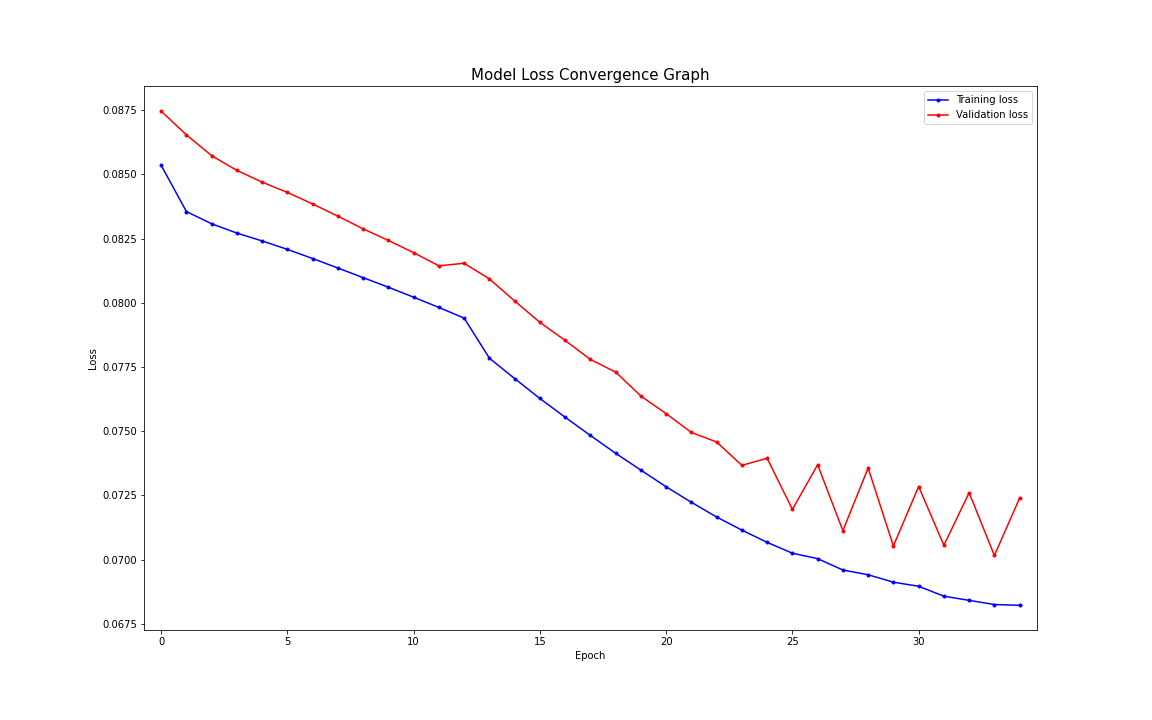 Model Loss Convergence Graph
Training loss
Validation loss
0.0875
0.0850
0.0825
0.0800
0.0775
0.0750
0.0725
0.0700
0.0675
Loss
0 5 10 15 20 25 30
Epoch